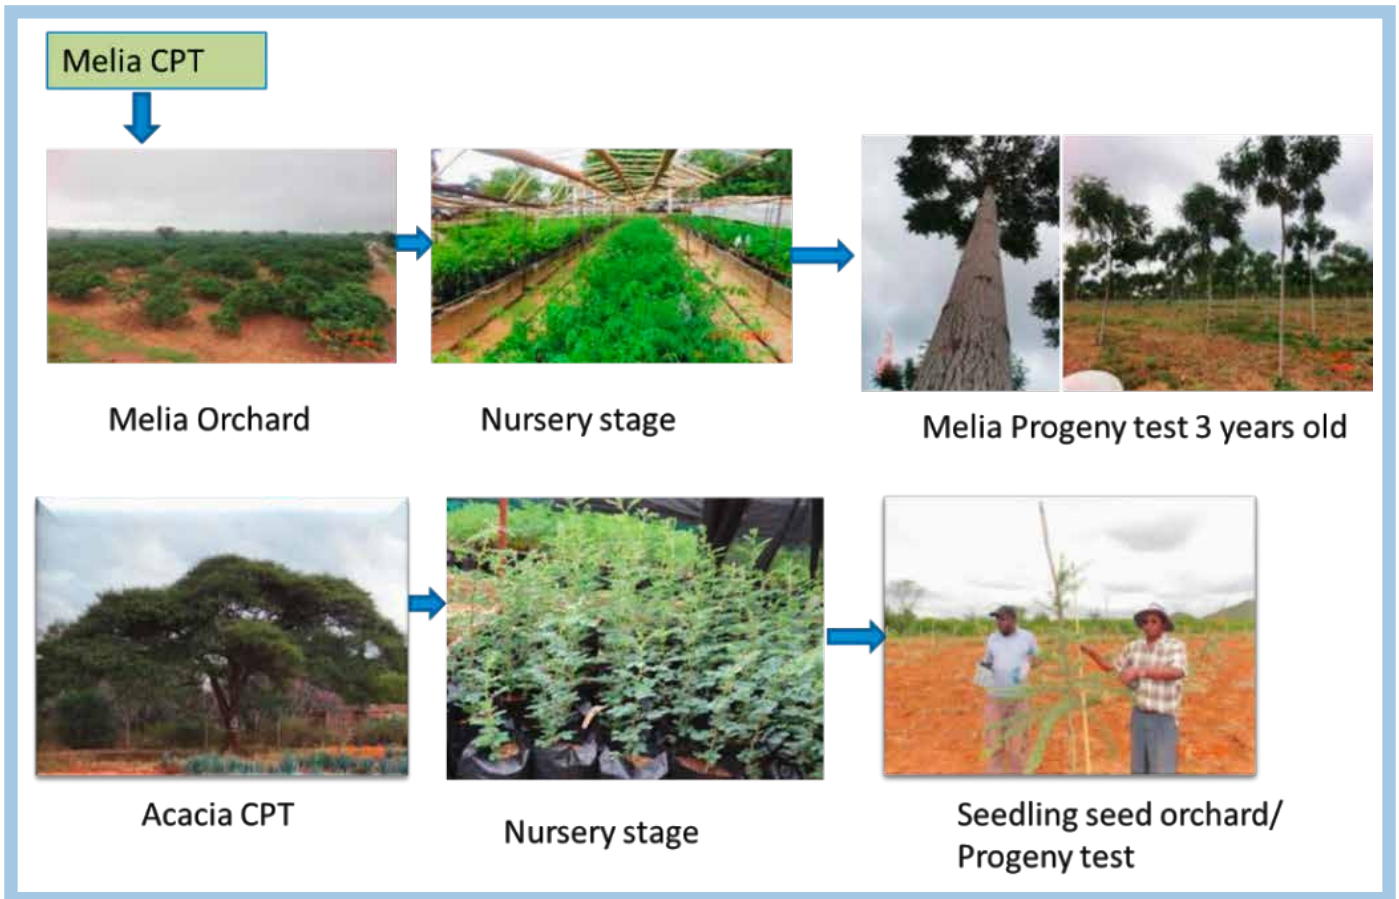 Melia CPT
Melia Orchard
Nursery stage
Melia Progeny test 3 years old
Acacia CPT
Nursery stage
Seedling seed orchard/
Progeny test